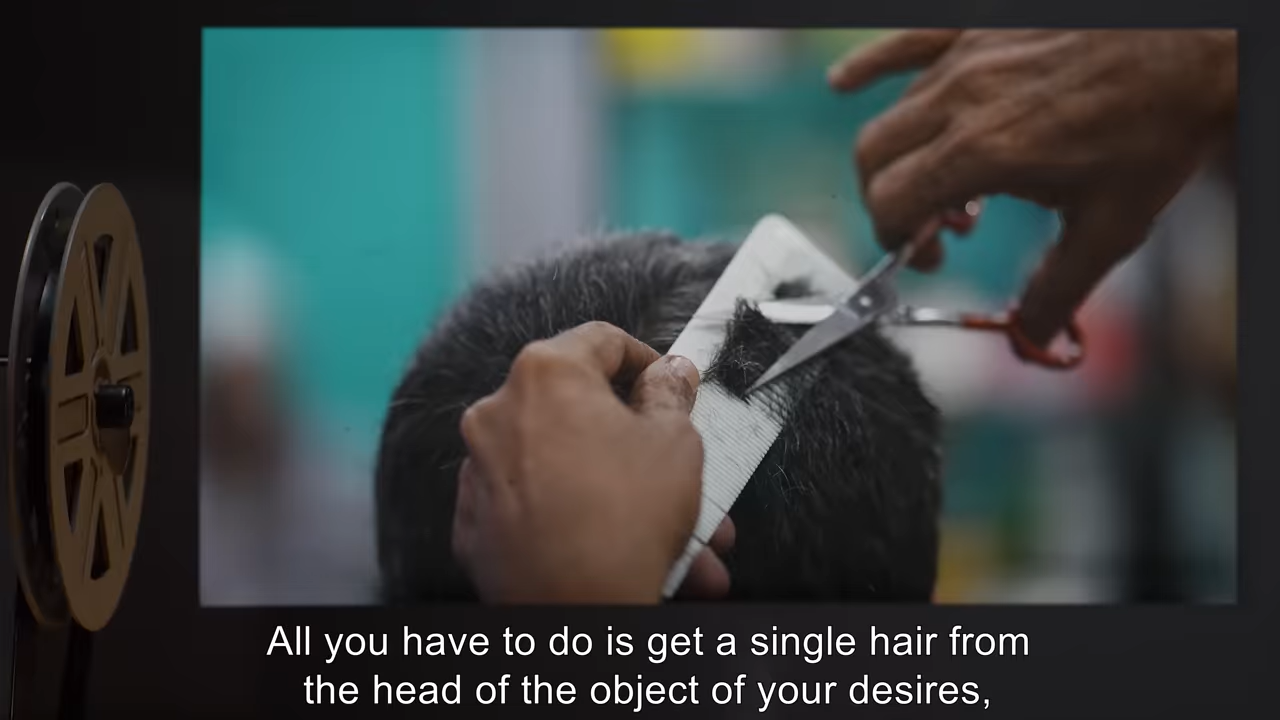 All you have to do is get a single hair from
the head of the object of your desires,